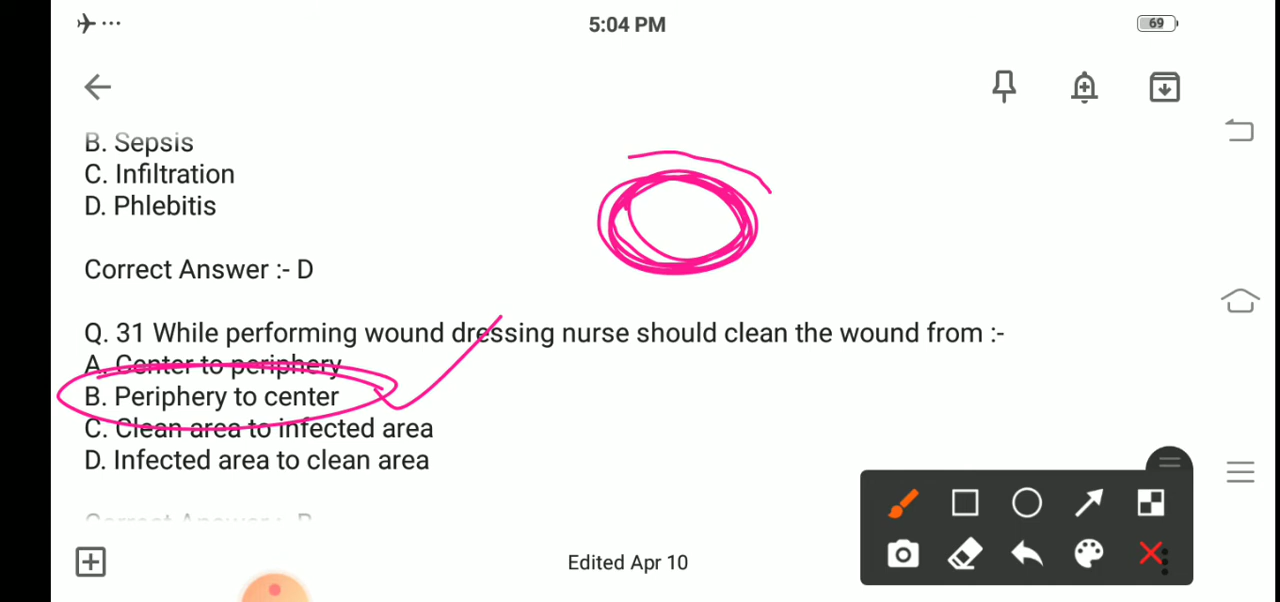 5:04 PM
69
B. Sepsis
C. Infiltration
D. Phlebitis
Correct Answer :- D
Q. 31 While performing wound dressing nurse should clean the wound from :-
A. Center to periphery
B. Periphery to center
C. Clean area to infected area
D. Infected area to clean area
Correct Answer :-
Edited Apr 10